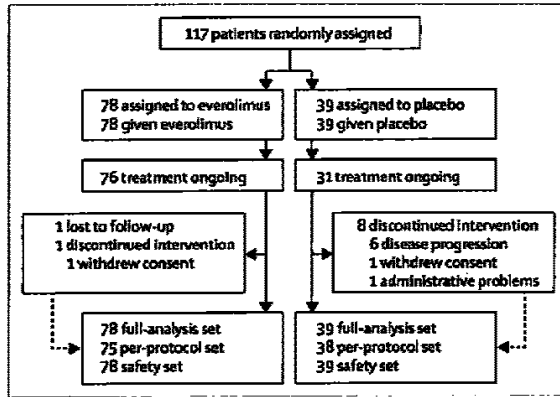 117 patients randomly assigned
78 assigned to everolimus
78 given everolimus
39 assigned to placebo
39 given placebo
76 treatment ongoing
31 treatment ongoing
1 lost to follow-up
1 discontinued intervention
1 withdrew consent
8 discontinued intervention
6 disease progression
1 withdrew consent
1 administrative problems
78 full-analysis set
75 per-protocol set
78 safety set
39 full-analysis set
38 per-protocol set
39 safety set